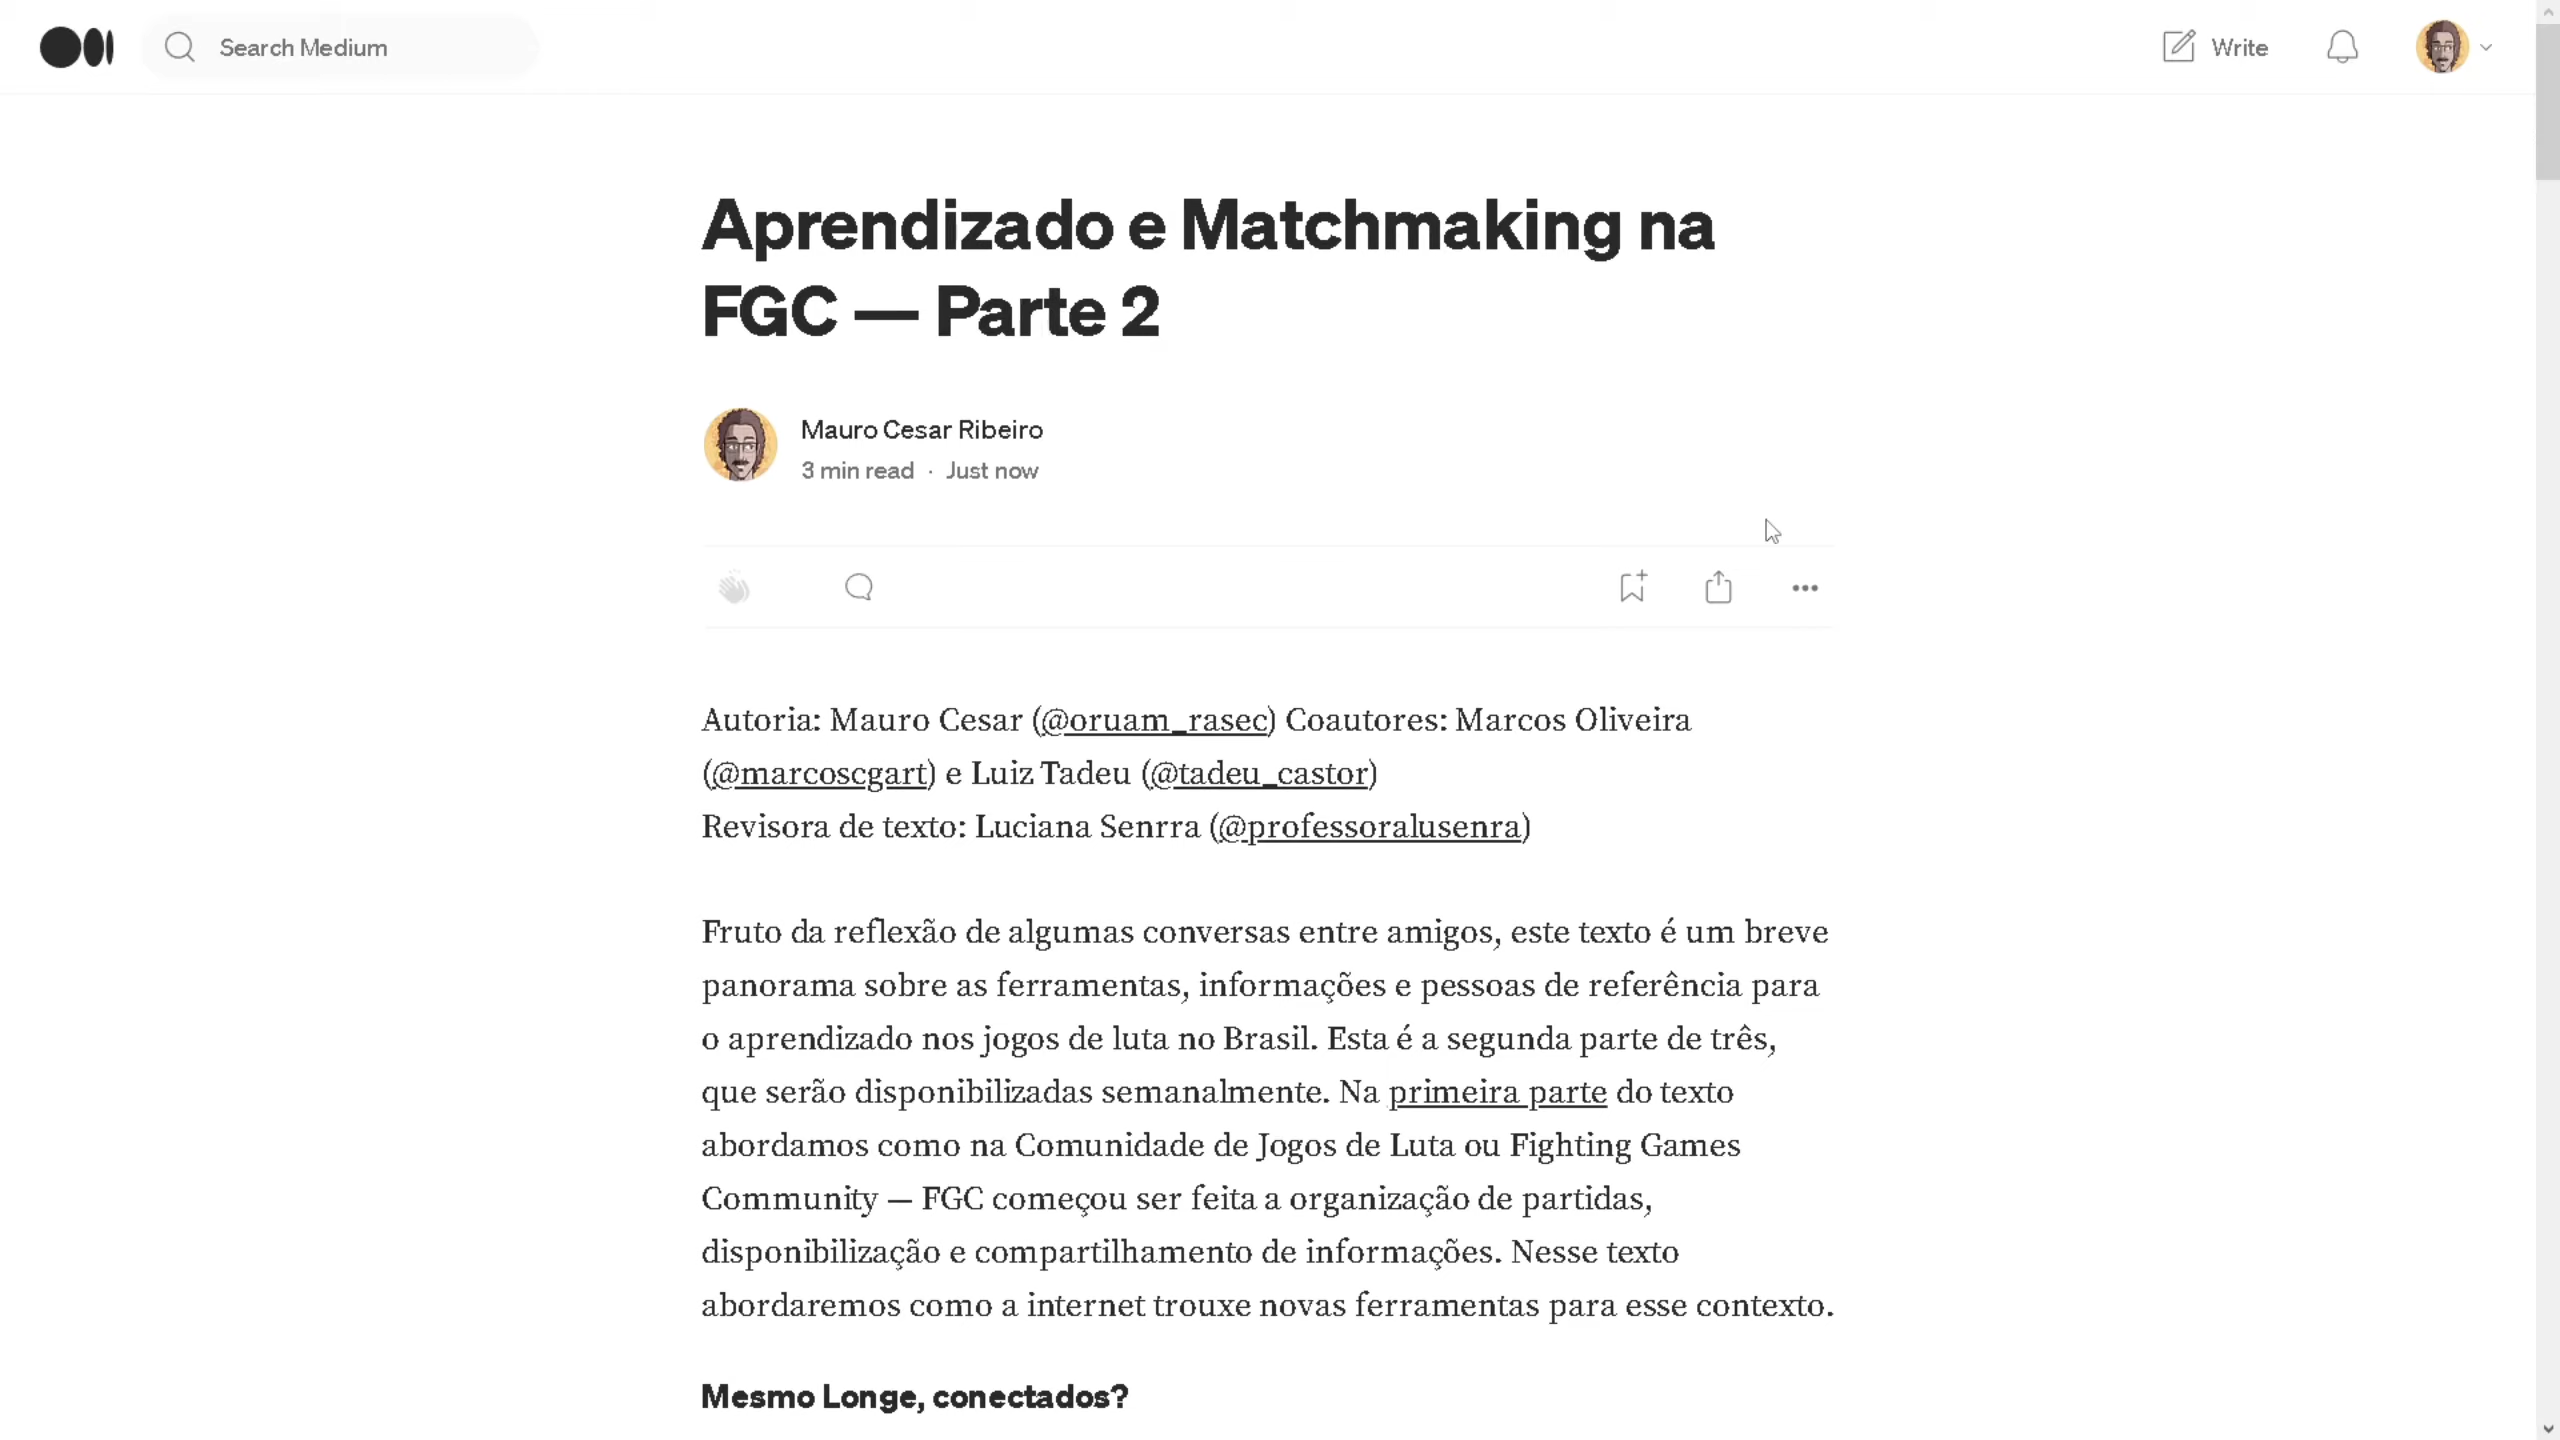 Search Medium
Write
Aprendizado e Matchmaking na
FGC — Parte 2
Mauro Cesar Ribeiro
3 min read · Just now
Autoria: Mauro Cesar (@oruam_rasec) Coautores: Marcos Oliveira
(@marcoscgart) e Luiz Tadeu (@tadeu_castor)
Revisora de texto: Luciana Senrra (@professoralusenra)
Fruto da reflexão de algumas conversas entre amigos, este texto é um breve
panorama sobre as ferramentas, informações e pessoas de referência para
o aprendizado nos jogos de luta no Brasil. Esta é a segunda parte de três,
que serão disponibilizadas semanalmente. Na primeira parte do texto
abordamos como na Comunidade de Jogos de Luta ou Fighting Games
Community — FGC começou ser feita a organização de partidas,
disponibilização e compartilhamento de informações. Nesse texto
abordaremos como a internet trouxe novas ferramentas para esse contexto.
Mesmo Longe, conectados?